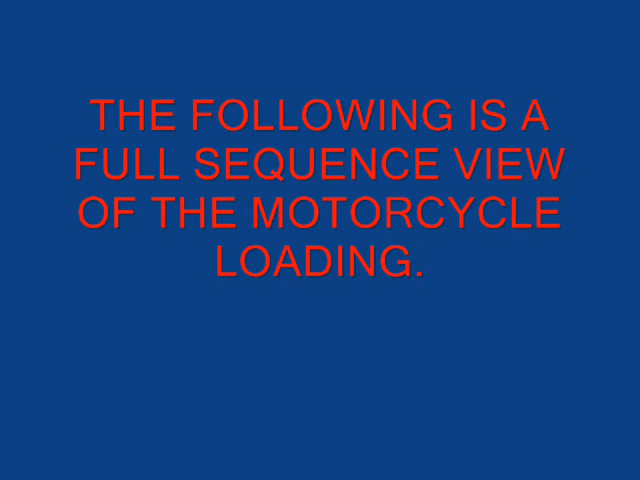 THE FOLLOWING IS A
FULL SEQUENCE VIEW
OF THE MOTORCYCLE
LOADING.